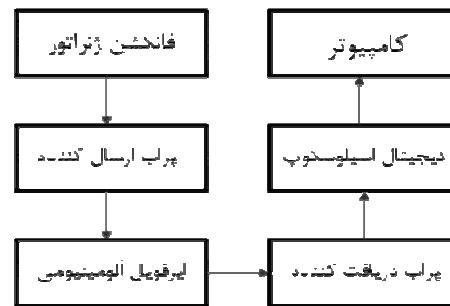 فانکشن ژنراتور
کامپیوتر
پراب ارسال کننده
دیجیتال اسیلوسکوپ
ایرفویل آلومینیومی
پراب دریافت کننده